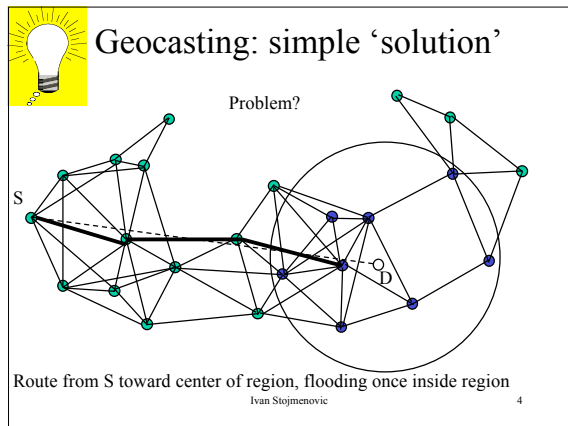 Geocasting: simple ‘solution’
Problem?
S
D
Route from S toward center of region, flooding once inside region
Ivan Stojmenovic
4